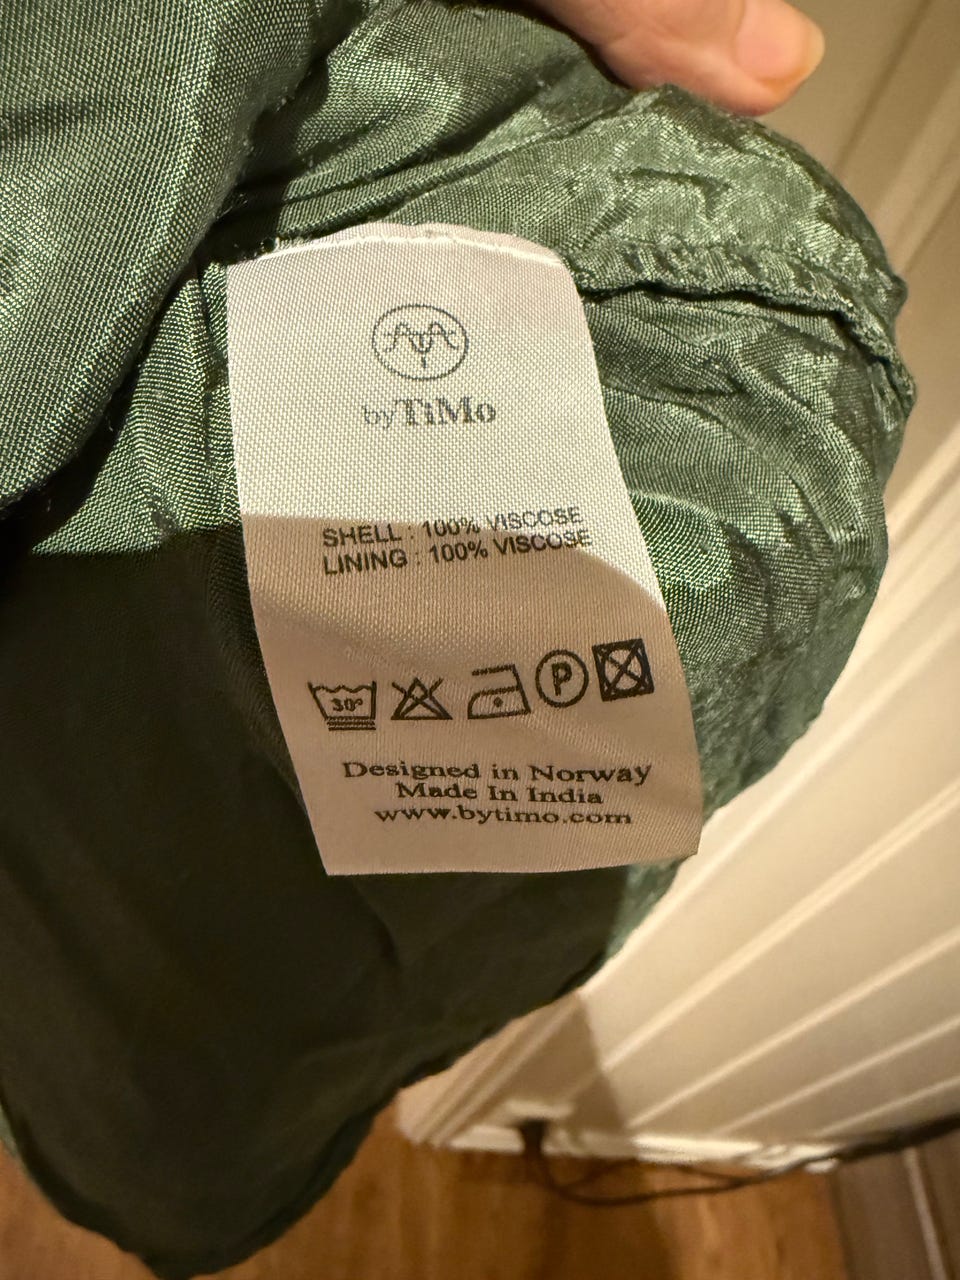 byTiMo
SHELL : 100% VISCOSE
LINING : 100% VISCOSE
30° P
Designed in Norway
Made In India
www.bytimo.com